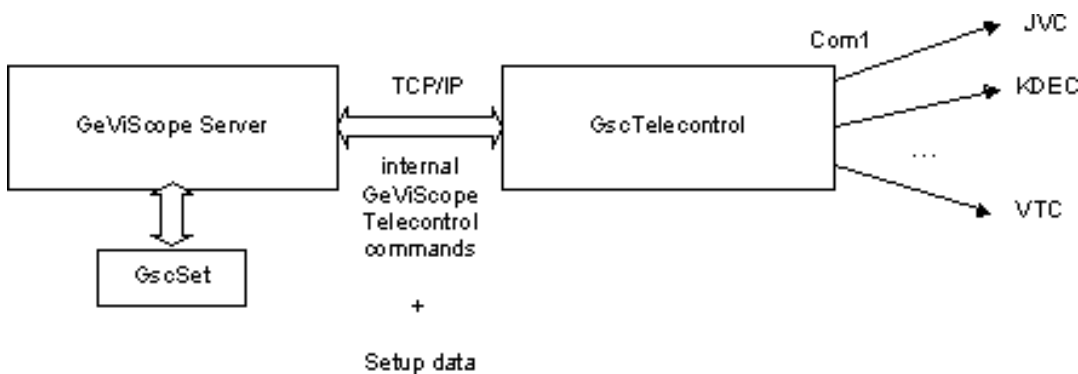 JVC
Com1
TCP/IP
KDEC
GeViScope Server
GscTelecontrol
...
internal
GeViScope
Telecontrol
commands
VTC
GscSet
+
Setup data